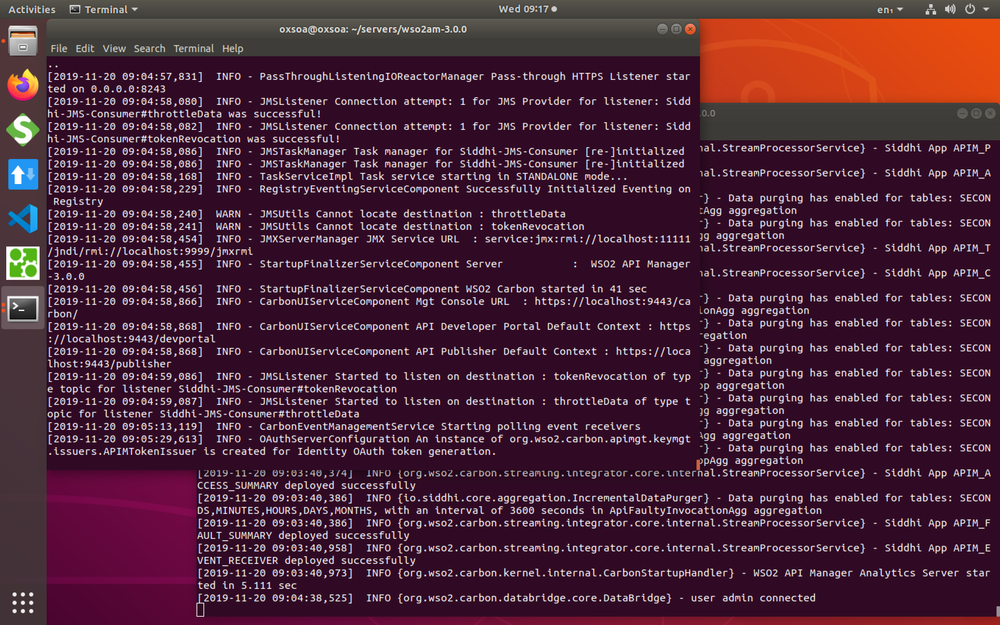 Activities
Terminal
Wed 09:17
en₁
oxsoa@oxsoa: ~/servers/wso2am-3.0.0
File Edit View Search Terminal Help
..
[2019-11-20 09:04:57,831]  INFO - PassThroughListeningIOReactorManager Pass-through HTTPS Listener star
ted on 0.0.0.0:8243
[2019-11-20 09:04:58,080]  INFO - JMSListener Connection attempt: 1 for JMS Provider for listener: Sidd
hi-JMS-Consumer#throttleData was successful!
[2019-11-20 09:04:58,082]  INFO - JMSListener Connection attempt: 1 for JMS Provider for listener: Sidd
hi-JMS-Consumer#tokenRevocation was successful!
[2019-11-20 09:04:58,086]  INFO - JMSTaskManager Task manager for Siddhi-JMS-Consumer [re-]initialized
[2019-11-20 09:04:58,086]  INFO - JMSTaskManager Task manager for Siddhi-JMS-Consumer [re-]initialized
[2019-11-20 09:04:58,168]  INFO - TaskServiceImpl Task service starting in STANDALONE mode...
[2019-11-20 09:04:58,229]  INFO - RegistryEventingServiceComponent Successfully Initialized Eventing on
 Registry
[2019-11-20 09:04:58,240]  WARN - JMSUtils Cannot locate destination : throttleData
[2019-11-20 09:04:58,241]  WARN - JMSUtils Cannot locate destination : tokenRevocation
[2019-11-20 09:04:58,454]  INFO - JMXServerManager JMX Service URL  : service:jmx:rmi://localhost:11111
/jndi/rmi://localhost:9999/jmxrmi
[2019-11-20 09:04:58,455]  INFO - StartupFinalizerServiceComponent Server           :  WSO2 API Manager
-3.0.0
[2019-11-20 09:04:58,456]  INFO - StartupFinalizerServiceComponent WSO2 Carbon started in 41 sec
[2019-11-20 09:04:58,866]  INFO - CarbonUIServiceComponent Mgt Console URL  : https://localhost:9443/ca
rbon/
[2019-11-20 09:04:58,868]  INFO - CarbonUIServiceComponent API Developer Portal Default Context : https
://localhost:9443/devportal
[2019-11-20 09:04:58,868]  INFO - CarbonUIServiceComponent API Publisher Default Context : https://loca
lhost:9443/publisher
[2019-11-20 09:04:59,086]  INFO - JMSListener Started to listen on destination : tokenRevocation of typ
e topic for listener Siddhi-JMS-Consumer#tokenRevocation
[2019-11-20 09:04:59,087]  INFO - JMSListener Started to listen on destination : throttleData of type t
opic for listener Siddhi-JMS-Consumer#throttleData
[2019-11-20 09:05:13,119]  INFO - CarbonEventManagementService Starting polling event receivers
[2019-11-20 09:05:29,613]  INFO - OAuthServerConfiguration An instance of org.wso2.carbon.apimgt.keymgt
.issuers.APIMTokenIssuer is created for Identity OAuth token generation.
.0.0
nal.StreamProcessorService} - Siddhi App APIM_P
nal.StreamProcessorService} - Siddhi App APIM_A
r} - Data purging has enabled for tables: SECON
tAgg aggregation
r} - Data purging has enabled for tables: SECON
gg aggregation
nal.StreamProcessorService} - Siddhi App APIM_T
nal.StreamProcessorService} - Siddhi App APIM_C
r} - Data purging has enabled for tables: SECON
ionAgg aggregation
r} - Data purging has enabled for tables: SECON
regation
r} - Data purging has enabled for tables: SECON
 aggregation
r} - Data purging has enabled for tables: SECON
pp aggregation
r} - Data purging has enabled for tables: SECON
gg aggregation
r} - Data purging has enabled for tables: SECON
Agg aggregation
r} - Data purging has enabled for tables: SECON
ppAgg aggregation
[2019-11-20 09:03:40,374]  INFO {org.wso2.carbon.streaming.integrator.core.internal.StreamProcessorService} - Siddhi App APIM_A
CCESS_SUMMARY deployed successfully
[2019-11-20 09:03:40,386]  INFO {io.siddhi.core.aggregation.IncrementalDataPurger} - Data purging has enabled for tables: SECON
DS,MINUTES,HOURS,DAYS,MONTHS, with an interval of 3600 seconds in ApiFaultyInvocationAgg aggregation
[2019-11-20 09:03:40,386]  INFO {org.wso2.carbon.streaming.integrator.core.internal.StreamProcessorService} - Siddhi App APIM_F
AULT_SUMMARY deployed successfully
[2019-11-20 09:03:40,958]  INFO {org.wso2.carbon.streaming.integrator.core.internal.StreamProcessorService} - Siddhi App APIM_E
VENT_RECEIVER deployed successfully
[2019-11-20 09:03:40,973]  INFO {org.wso2.carbon.kernel.internal.CarbonStartupHandler} - WSO2 API Manager Analytics Server star
ted in 5.111 sec
[2019-11-20 09:04:38,525]  INFO {org.wso2.carbon.databridge.core.DataBridge} - user admin connected